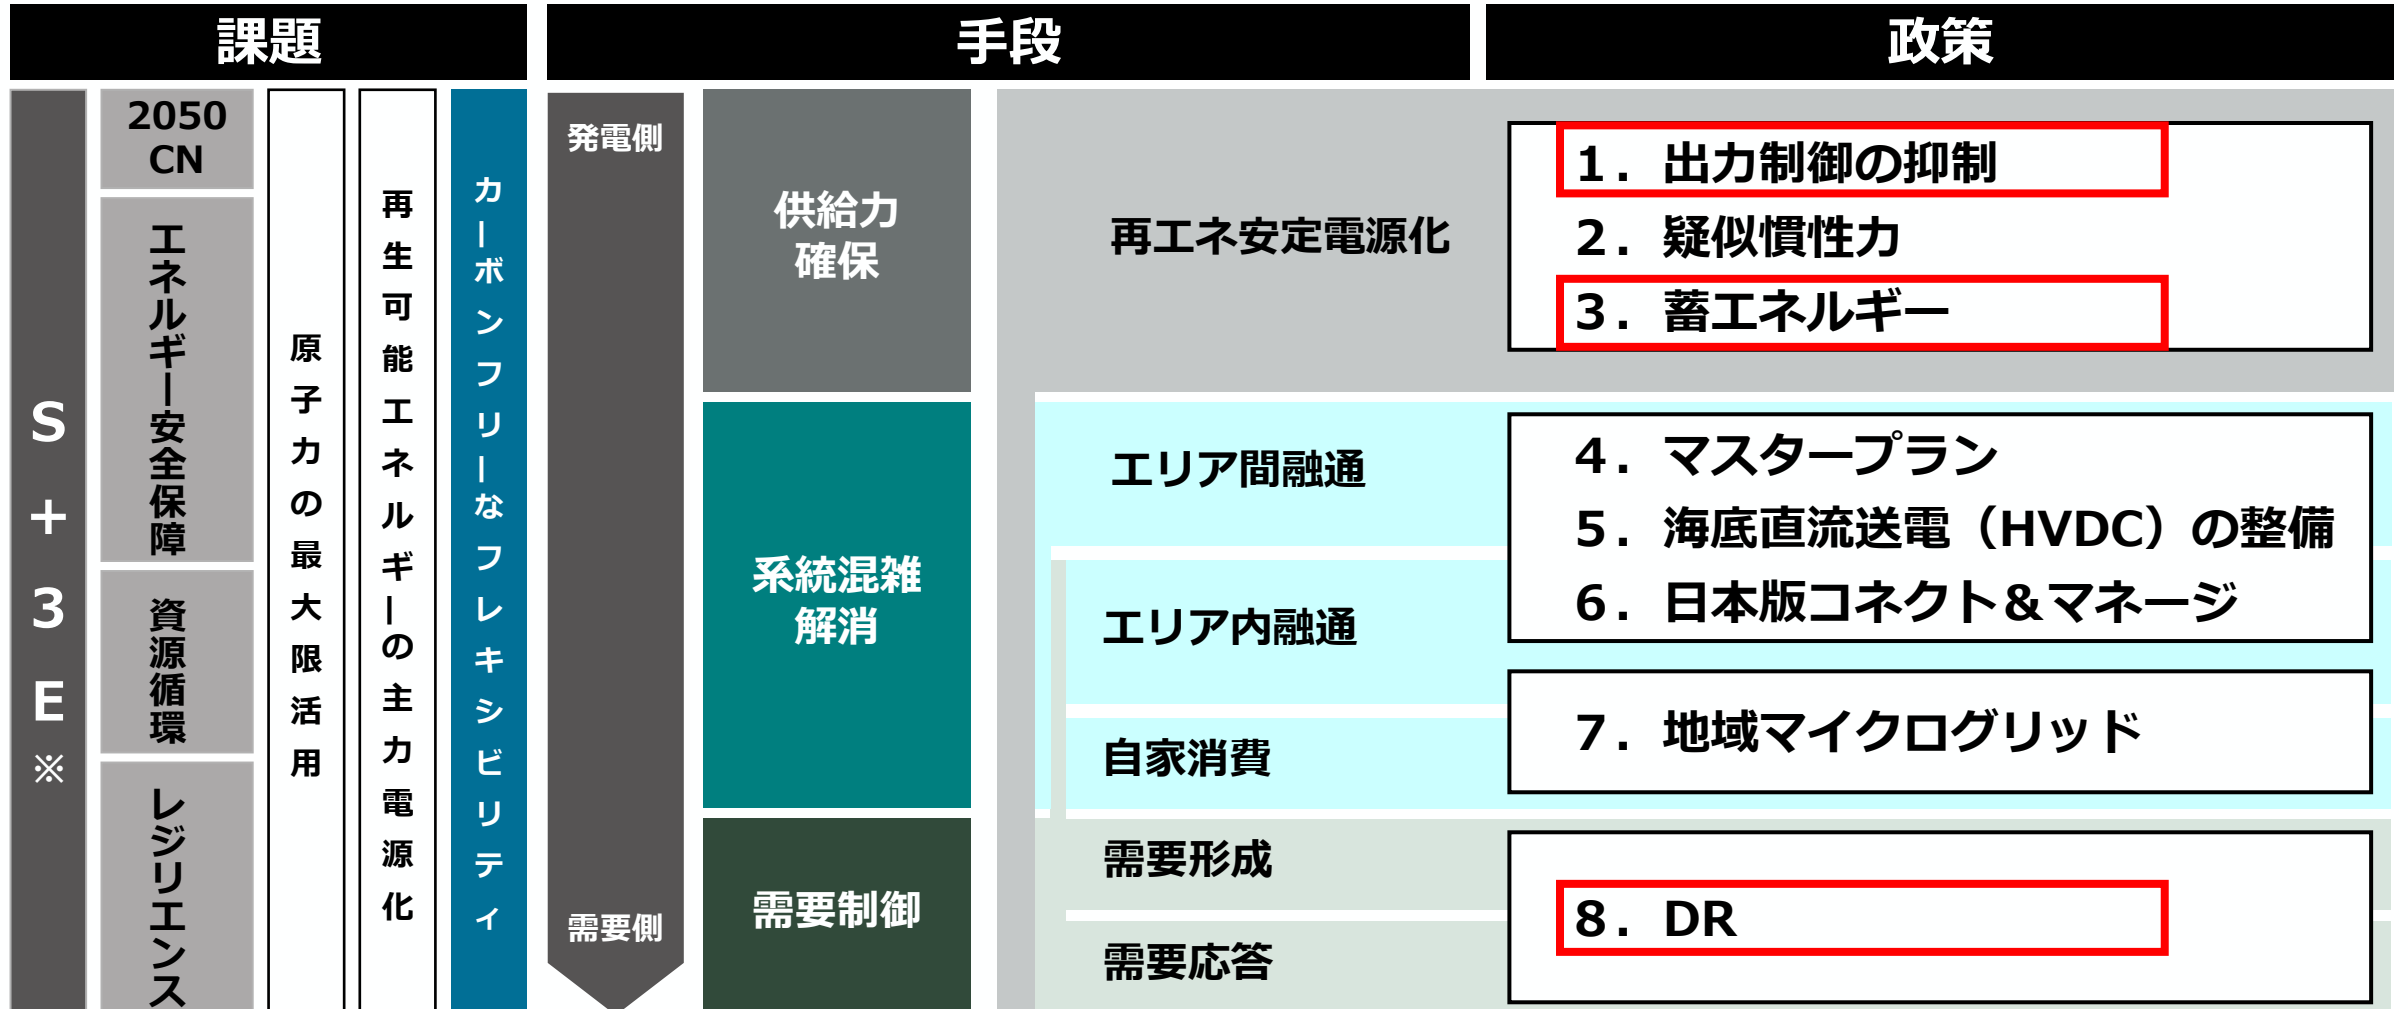 課題
手段
政策
S+3E※
2050
CN
エネルギー安全保障
資源循環
レジリエンス
原子力の最大限活用
再生可能エネルギーの主力電源化
カーボンフリーなフレキシビリティ
発電側
需要側
供給力
確保
系統混雑
解消
需要制御
再エネ安定電源化
エリア間融通
エリア内融通
自家消費
需要形成
需要応答
1．出力制御の抑制
2．疑似慣性力
3．蓄エネルギー
4．マスタープラン
5．海底直流送電（HVDC）の整備
6．日本版コネクト＆マネージ
7．地域マイクログリッド
8．DR